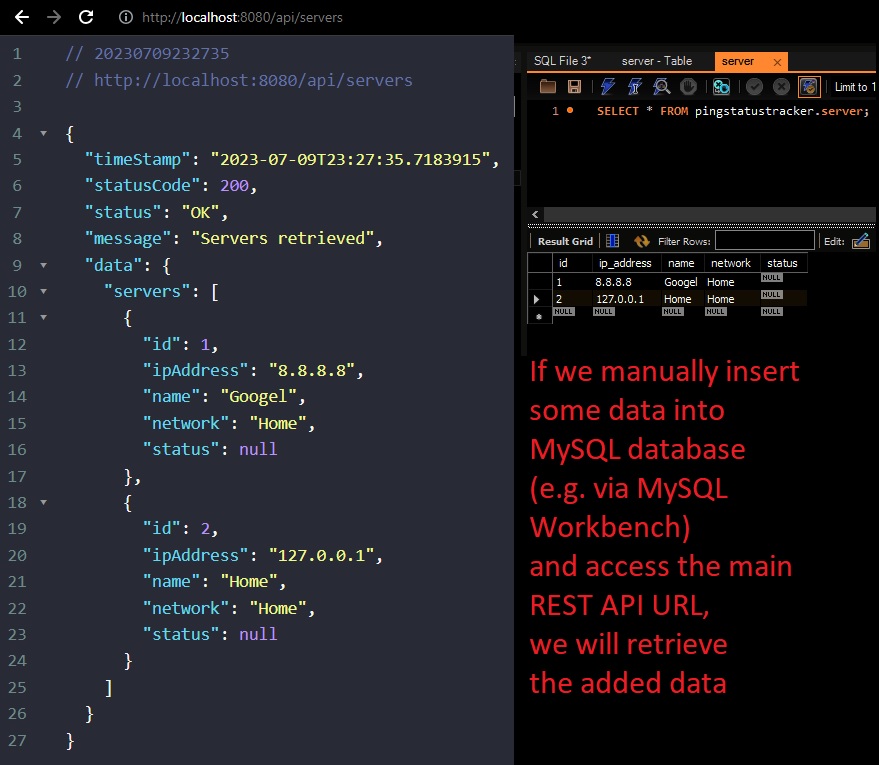 http://localhost:8080/api/servers
1 // 20230709232735
2 // http://localhost:8080/api/servers
3
4 {
5 "timeStamp": "2023-07-09T23:27:35.7183915",
6 "statusCode": 200,
7 "status": "OK",
8 "message": "Servers retrieved",
9 "data": {
10 "servers": [
11 {
12 "id": 1,
13 "ipAddress": "8.8.8.8",
14 "name": "Googel",
15 "network": "Home",
16 "status": null
17 },
18 {
19 "id": 2,
20 "ipAddress": "127.0.0.1",
21 "name": "Home",
22 "network": "Home",
23 "status": null
24 }
25 ]
26 }
27 }
SQL File 3* server - Table server
Limit to 1
1 SELECT * FROM pingstatustracker.server;
Result Grid Filter Rows: Edit:
id ip_address name network status
1 8.8.8.8 Googel Home NULL
2 127.0.0.1 Home Home NULL
NULL NULL NULL NULL NULL
If we manually insert
some data into
MySQL database
(e.g. via MySQL
Workbench)
and access the main
REST API URL,
we will retrieve
the added data